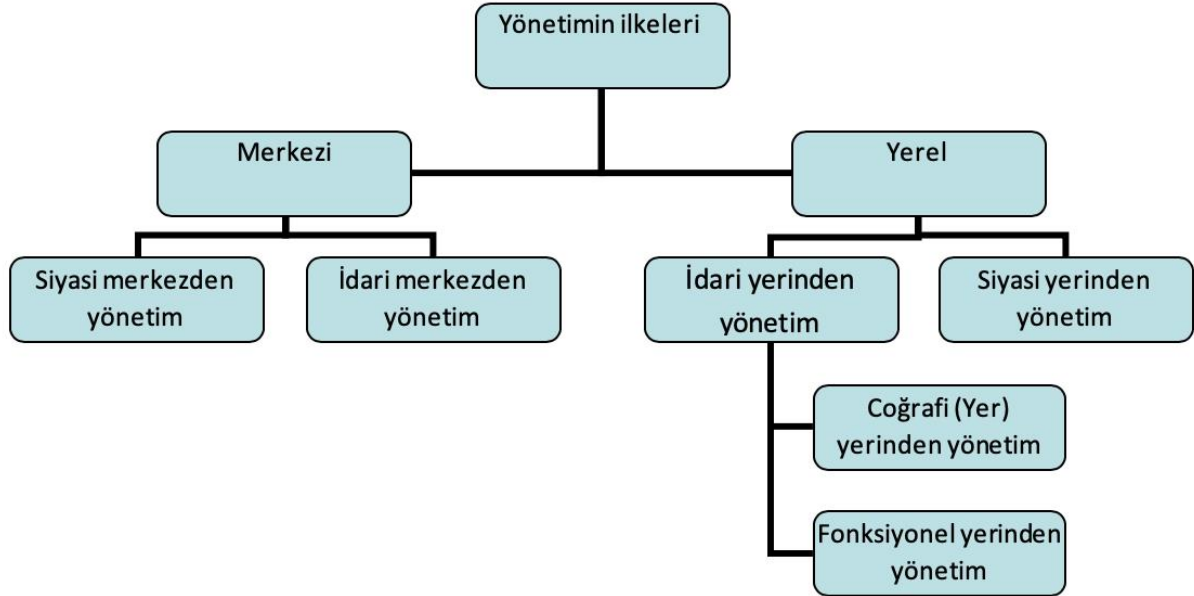 Yönetimin ilkeleri
Merkezi
Yerel
Siyasi merkezden
yönetim
İdari merkezden
yönetim
İdari yerinden
yönetim
Siyasi yerinden
yönetim
Coğrafi (Yer)
yerinden yönetim
Fonksiyonel yerinden
yönetim